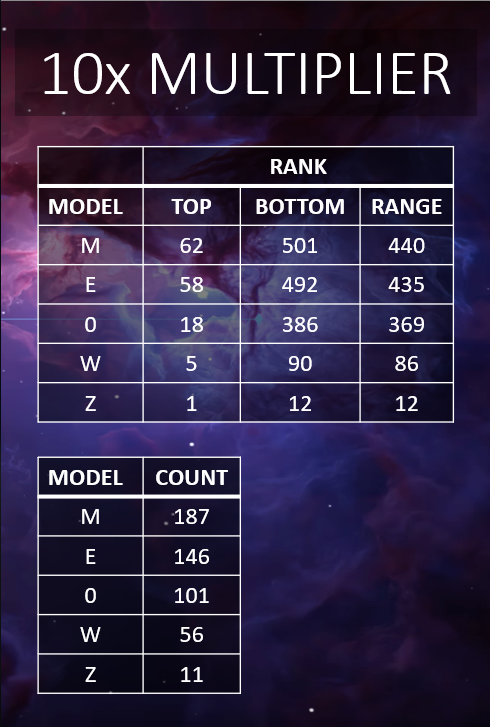 10x MULTIPLIER
RANK
MODEL TOP BOTTOM RANGE
M 62 501 440
E 58 492 435
0 18 386 369
W 5 90 86
Z 1 12 12
MODEL COUNT
M 187
E 146
0 101
W 56
Z 11